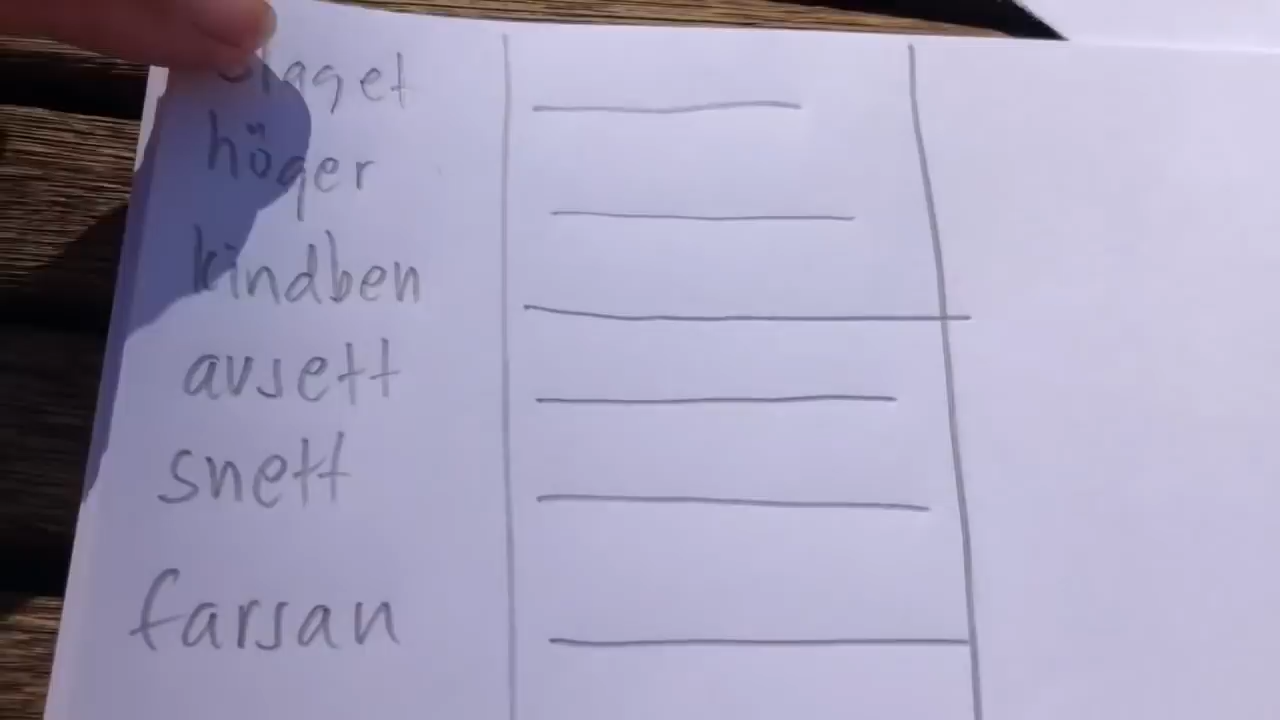 höger
kindben
avsett
snett
farsan